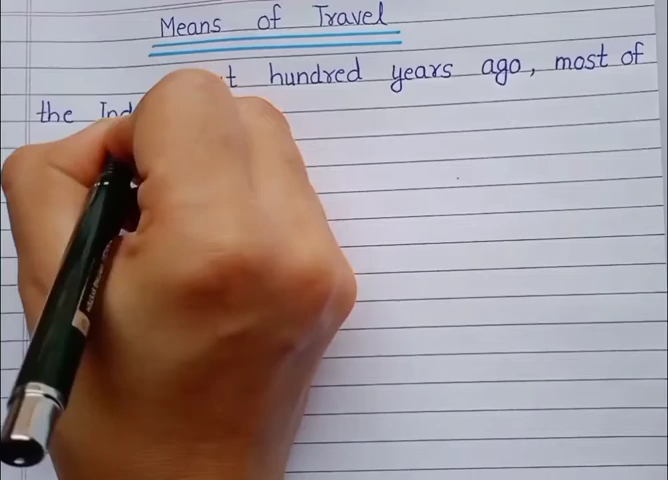 Means of Travel
hundred years ago, most of
the